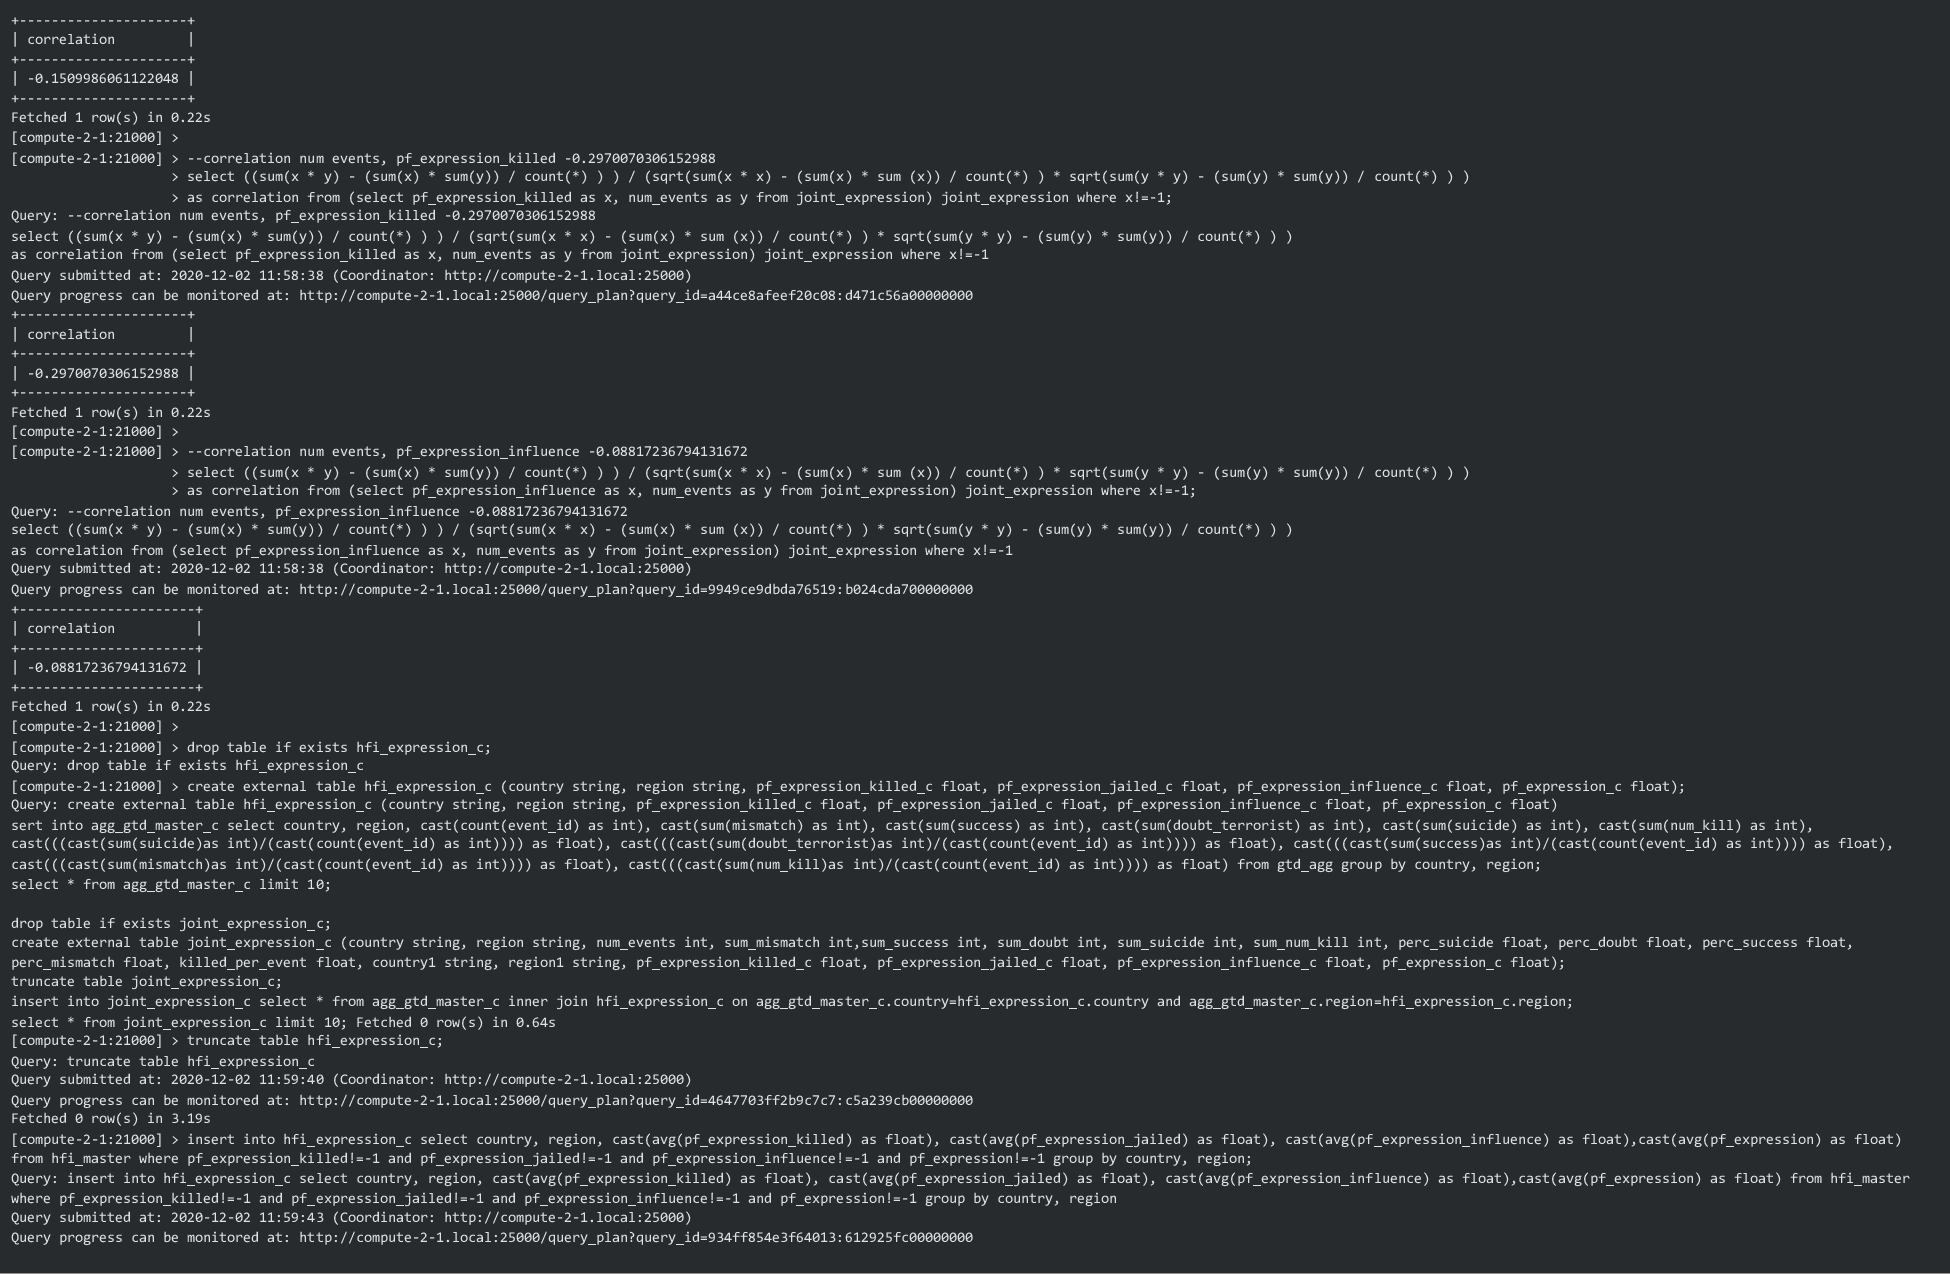 +---------------------+
| correlation         |
+---------------------+
| -0.1509986061122048 |
+---------------------+
Fetched 1 row(s) in 0.22s
[compute-2-1:21000] >
[compute-2-1:21000] > --correlation num events, pf_expression_killed -0.2970070306152988
                    > select ((sum(x * y) - (sum(x) * sum(y)) / count(*) ) ) / (sqrt(sum(x * x) - (sum(x) * sum (x)) / count(*) ) * sqrt(sum(y * y) - (sum(y) * sum(y)) / count(*) ) )
                    > as correlation from (select pf_expression_killed as x, num_events as y from joint_expression) joint_expression where x!=-1;
Query: --correlation num events, pf_expression_killed -0.2970070306152988
select ((sum(x * y) - (sum(x) * sum(y)) / count(*) ) ) / (sqrt(sum(x * x) - (sum(x) * sum (x)) / count(*) ) * sqrt(sum(y * y) - (sum(y) * sum(y)) / count(*) ) )
as correlation from (select pf_expression_killed as x, num_events as y from joint_expression) joint_expression where x!=-1
Query submitted at: 2020-12-02 11:58:38 (Coordinator: http://compute-2-1.local:25000)
Query progress can be monitored at: http://compute-2-1.local:25000/query_plan?query_id=a44ce8afeef20c08:d471c56a00000000
+---------------------+
| correlation         |
+---------------------+
| -0.2970070306152988 |
+---------------------+
Fetched 1 row(s) in 0.22s
[compute-2-1:21000] >
[compute-2-1:21000] > --correlation num events, pf_expression_influence -0.08817236794131672
                    > select ((sum(x * y) - (sum(x) * sum(y)) / count(*) ) ) / (sqrt(sum(x * x) - (sum(x) * sum (x)) / count(*) ) * sqrt(sum(y * y) - (sum(y) * sum(y)) / count(*) ) )
                    > as correlation from (select pf_expression_influence as x, num_events as y from joint_expression) joint_expression where x!=-1;
Query: --correlation num events, pf_expression_influence -0.08817236794131672
select ((sum(x * y) - (sum(x) * sum(y)) / count(*) ) ) / (sqrt(sum(x * x) - (sum(x) * sum (x)) / count(*) ) * sqrt(sum(y * y) - (sum(y) * sum(y)) / count(*) ) )
as correlation from (select pf_expression_influence as x, num_events as y from joint_expression) joint_expression where x!=-1
Query submitted at: 2020-12-02 11:58:38 (Coordinator: http://compute-2-1.local:25000)
Query progress can be monitored at: http://compute-2-1.local:25000/query_plan?query_id=9949ce9dbda76519:b024cda700000000
+----------------------+
| correlation          |
+----------------------+
| -0.08817236794131672 |
+----------------------+
Fetched 1 row(s) in 0.22s
[compute-2-1:21000] >
[compute-2-1:21000] > drop table if exists hfi_expression_c;
Query: drop table if exists hfi_expression_c
[compute-2-1:21000] > create external table hfi_expression_c (country string, region string, pf_expression_killed_c float, pf_expression_jailed_c float, pf_expression_influence_c float, pf_expression_c float);
Query: create external table hfi_expression_c (country string, region string, pf_expression_killed_c float, pf_expression_jailed_c float, pf_expression_influence_c float, pf_expression_c float)
sert into agg_gtd_master_c select country, region, cast(count(event_id) as int), cast(sum(mismatch) as int), cast(sum(success) as int), cast(sum(doubt_terrorist) as int), cast(sum(suicide) as int), cast(sum(num_kill) as int),
cast(((cast(sum(suicide)as int)/(cast(count(event_id) as int)))) as float), cast(((cast(sum(doubt_terrorist)as int)/(cast(count(event_id) as int)))) as float), cast(((cast(sum(success)as int)/(cast(count(event_id) as int)))) as float),
cast(((cast(sum(mismatch)as int)/(cast(count(event_id) as int)))) as float), cast(((cast(sum(num_kill)as int)/(cast(count(event_id) as int)))) as float) from gtd_agg group by country, region;
select * from agg_gtd_master_c limit 10;

drop table if exists joint_expression_c;
create external table joint_expression_c (country string, region string, num_events int, sum_mismatch int,sum_success int, sum_doubt int, sum_suicide int, sum_num_kill int, perc_suicide float, perc_doubt float, perc_success float,
perc_mismatch float, killed_per_event float, country1 string, region1 string, pf_expression_killed_c float, pf_expression_jailed_c float, pf_expression_influence_c float, pf_expression_c float);
truncate table joint_expression_c;
insert into joint_expression_c select * from agg_gtd_master_c inner join hfi_expression_c on agg_gtd_master_c.country=hfi_expression_c.country and agg_gtd_master_c.region=hfi_expression_c.region;
select * from joint_expression_c limit 10; Fetched 0 row(s) in 0.64s
[compute-2-1:21000] > truncate table hfi_expression_c;
Query: truncate table hfi_expression_c
Query submitted at: 2020-12-02 11:59:40 (Coordinator: http://compute-2-1.local:25000)
Query progress can be monitored at: http://compute-2-1.local:25000/query_plan?query_id=4647703ff2b9c7c7:c5a239cb00000000
Fetched 0 row(s) in 3.19s
[compute-2-1:21000] > insert into hfi_expression_c select country, region, cast(avg(pf_expression_killed) as float), cast(avg(pf_expression_jailed) as float), cast(avg(pf_expression_influence) as float),cast(avg(pf_expression) as float)
from hfi_master where pf_expression_killed!=-1 and pf_expression_jailed!=-1 and pf_expression_influence!=-1 and pf_expression!=-1 group by country, region;
Query: insert into hfi_expression_c select country, region, cast(avg(pf_expression_killed) as float), cast(avg(pf_expression_jailed) as float), cast(avg(pf_expression_influence) as float),cast(avg(pf_expression) as float) from hfi_master
where pf_expression_killed!=-1 and pf_expression_jailed!=-1 and pf_expression_influence!=-1 and pf_expression!=-1 group by country, region
Query submitted at: 2020-12-02 11:59:43 (Coordinator: http://compute-2-1.local:25000)
Query progress can be monitored at: http://compute-2-1.local:25000/query_plan?query_id=934ff854e3f64013:612925fc00000000